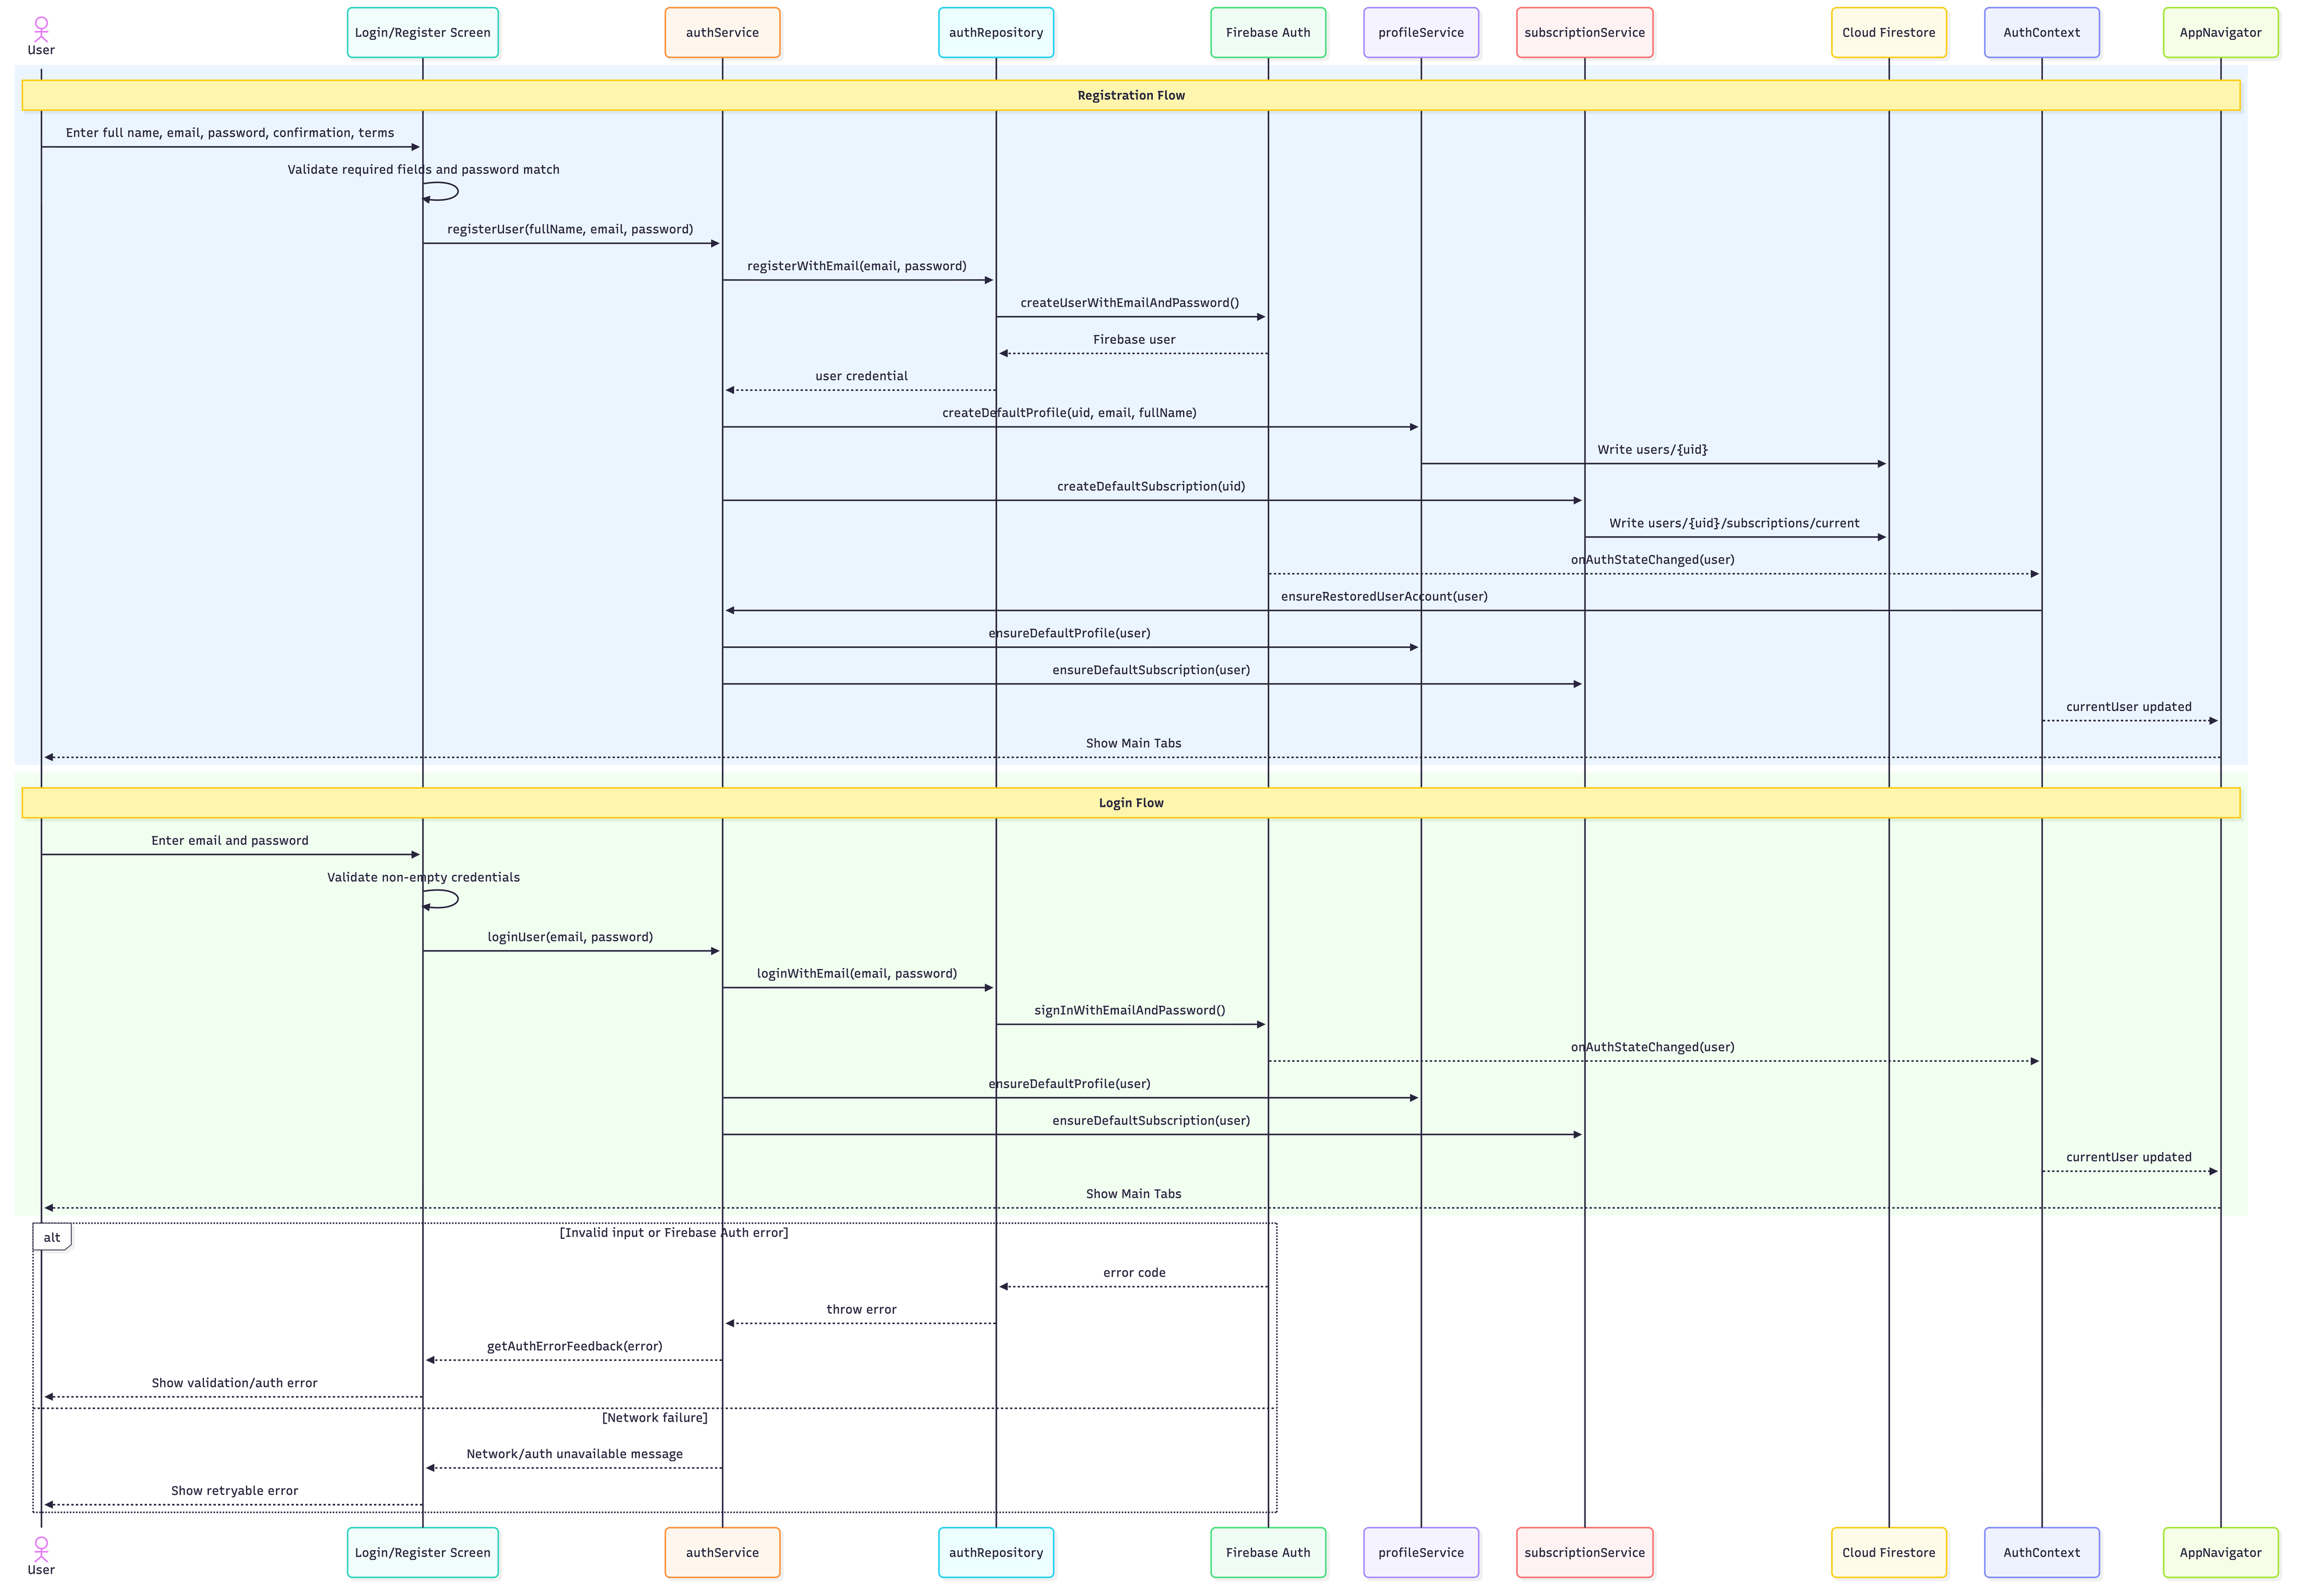 User
Login/Register Screen
authService
authRepository
Firebase Auth
profileService
subscriptionService
Cloud Firestore
AuthContext
AppNavigator
Registration Flow
Enter full name, email, password, confirmation, terms
Validate required fields and password match
registerUser(fullName, email, password)
registerWithEmail(email, password)
createUserWithEmailAndPassword()
Firebase user
user credential
createDefaultProfile(uid, email, fullName)
Write users/{uid}
createDefaultSubscription(uid)
Write users/{uid}/subscriptions/current
onAuthStateChanged(user)
ensureRestoredUserAccount(user)
ensureDefaultProfile(user)
ensureDefaultSubscription(user)
currentUser updated
Show Main Tabs
Login Flow
Enter email and password
Validate non-empty credentials
loginUser(email, password)
loginWithEmail(email, password)
signInWithEmailAndPassword()
onAuthStateChanged(user)
ensureDefaultProfile(user)
ensureDefaultSubscription(user)
currentUser updated
Show Main Tabs
alt
[Invalid input or Firebase Auth error]
error code
throw error
getAuthErrorFeedback(error)
Show validation/auth error
[Network failure]
Network/auth unavailable message
Show retryable error
User
Login/Register Screen
authService
authRepository
Firebase Auth
profileService
subscriptionService
Cloud Firestore
AuthContext
AppNavigator